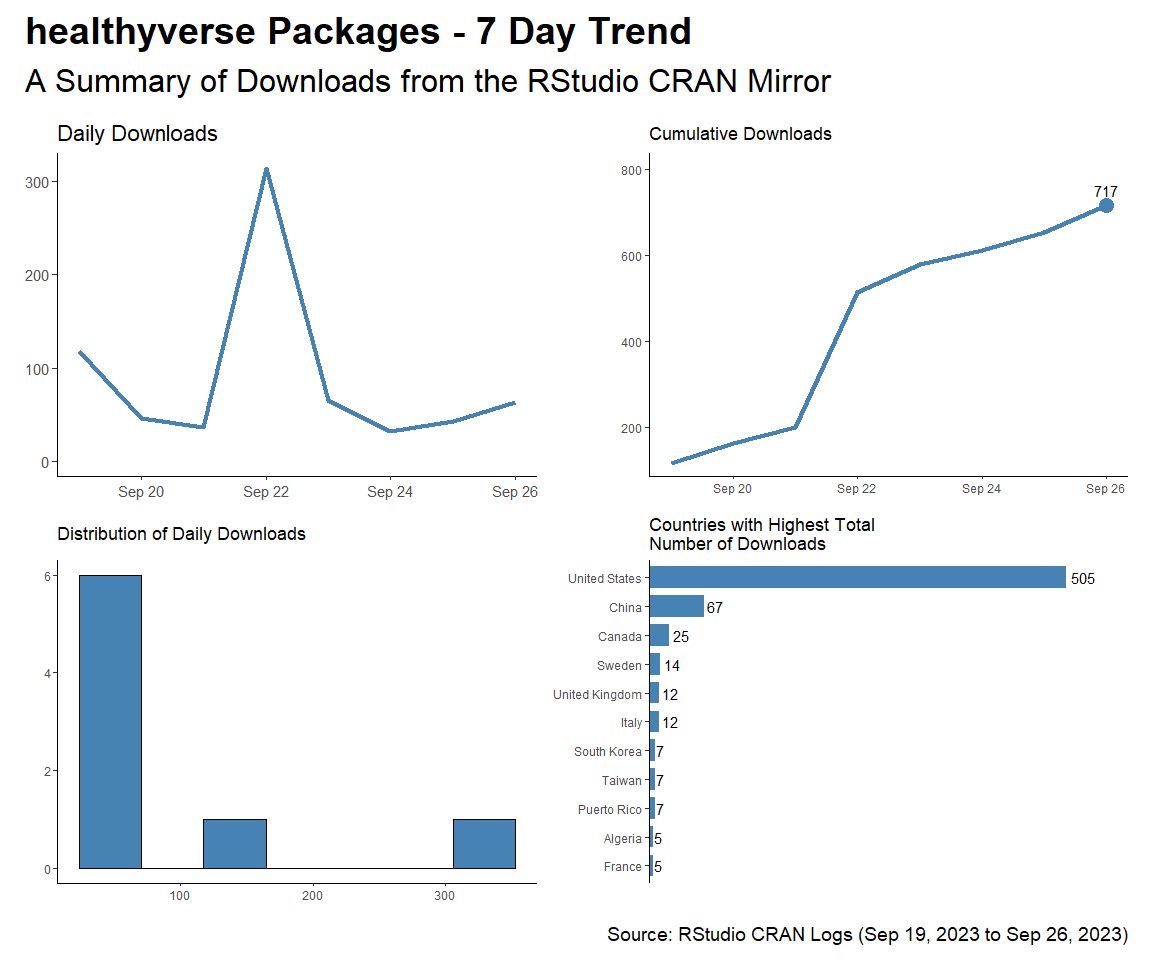 healthyverse Packages - 7 Day Trend
A Summary of Downloads from the RStudio CRAN Mirror
Daily Downloads
300
200
100
0
Sep 20 Sep 22 Sep 24 Sep 26
Cumulative Downloads
800
600
400
200
717
Sep 20 Sep 22 Sep 24 Sep 26
Distribution of Daily Downloads
6
4
2
0
100 200 300
Countries with Highest Total
Number of Downloads
United States 505
China 67
Canada 25
Sweden 14
United Kingdom 12
Italy 12
South Korea 7
Taiwan 7
Puerto Rico 7
Algeria 5
France 5
Source: RStudio CRAN Logs (Sep 19, 2023 to Sep 26, 2023)